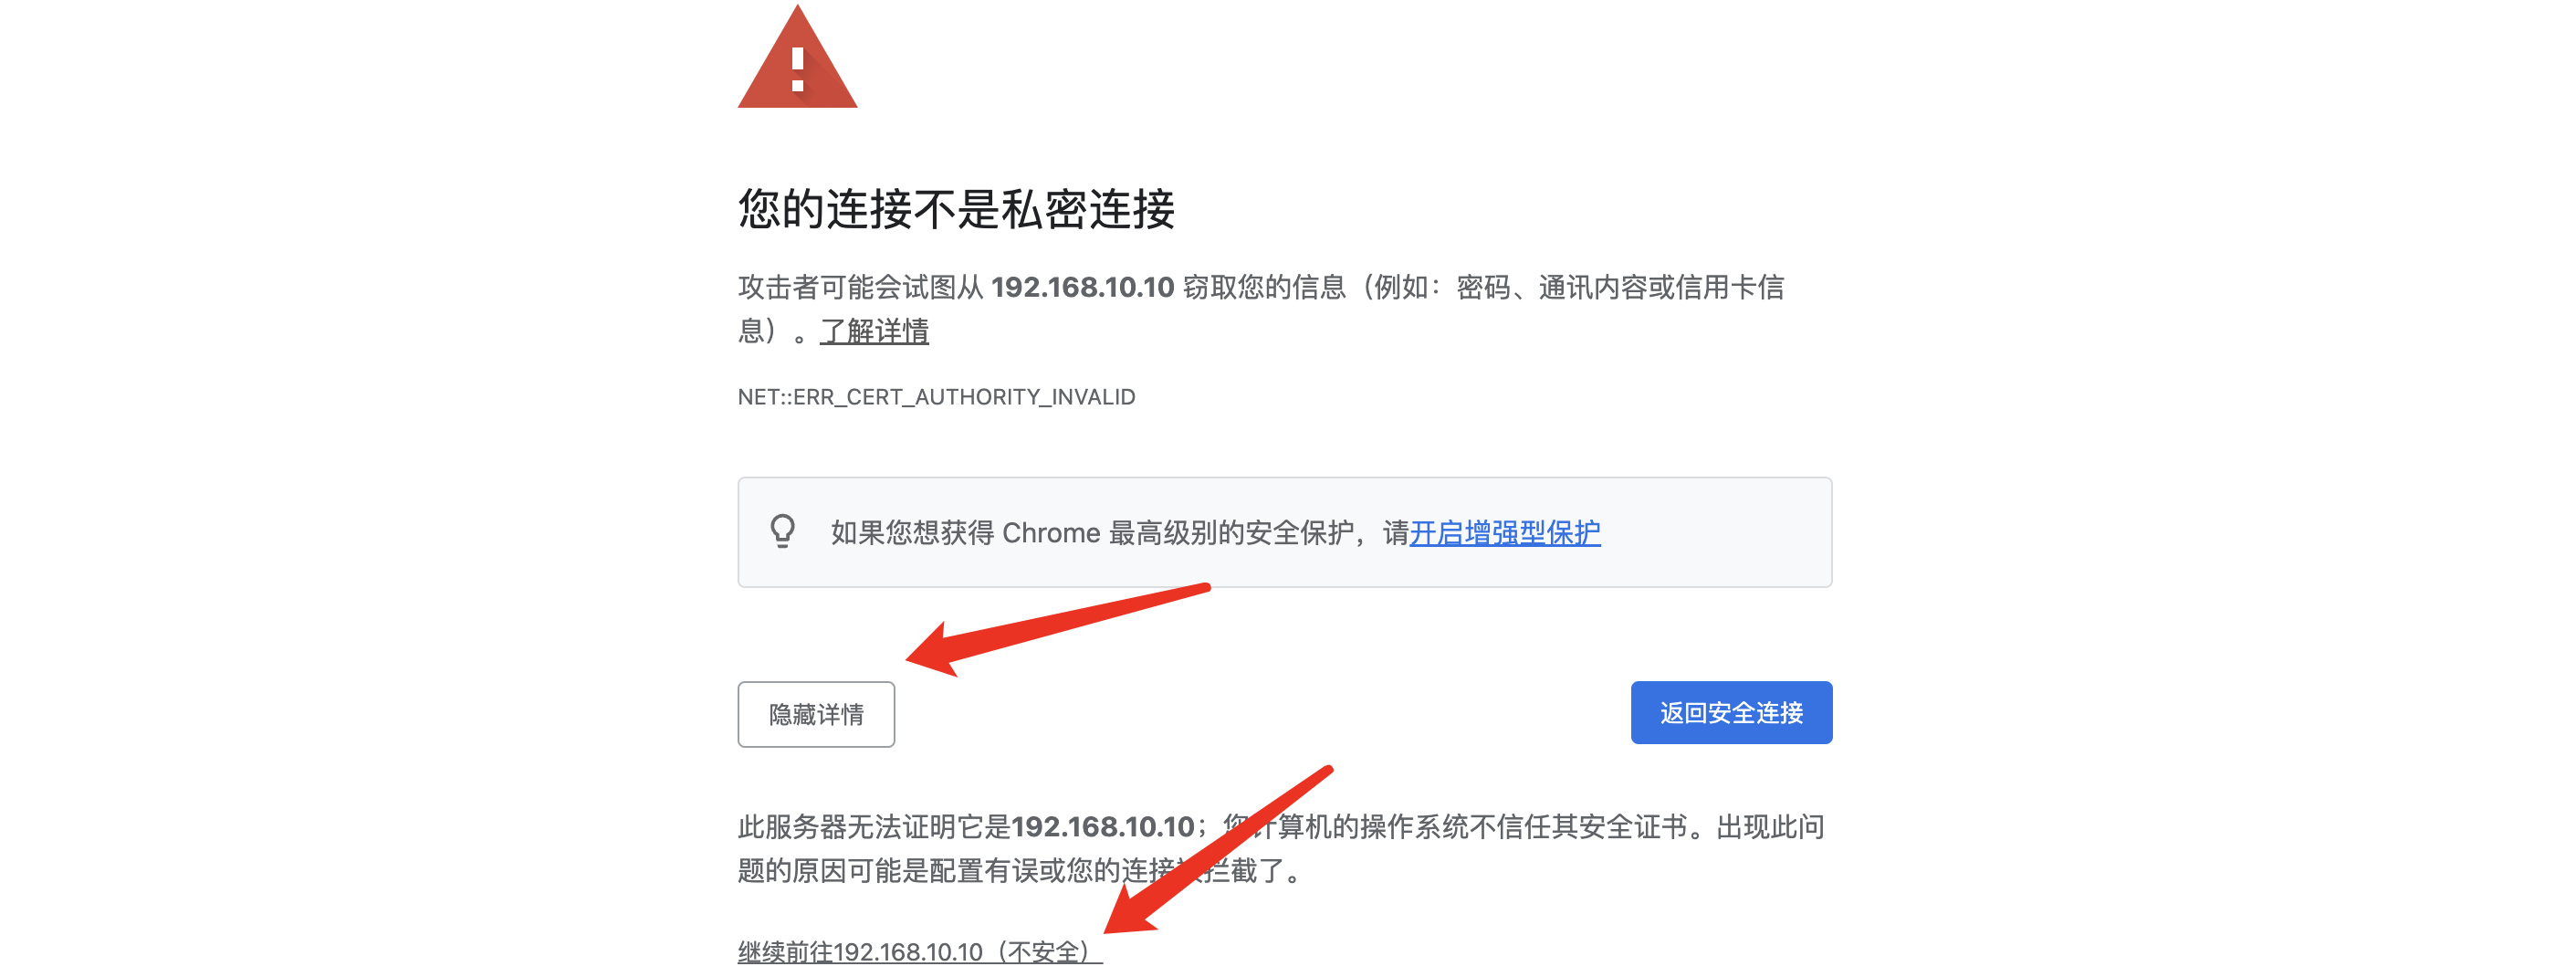 您的连接不是私密连接
攻击者可能会试图从 192.168.10.10 窃取您的信息（例如：密码、通讯内容或信用卡信
息）。了解详情
NET::ERR_CERT_AUTHORITY_INVALID
如果您想获得 Chrome 最高级别的安全保护，请开启增强型保护
隐藏详情
返回安全连接
此服务器无法证明它是192.168.10.10；您计算机的操作系统不信任其安全证书。出现此问
题的原因可能是配置有误或您的连接被拦截了。
继续前往192.168.10.10（不安全）